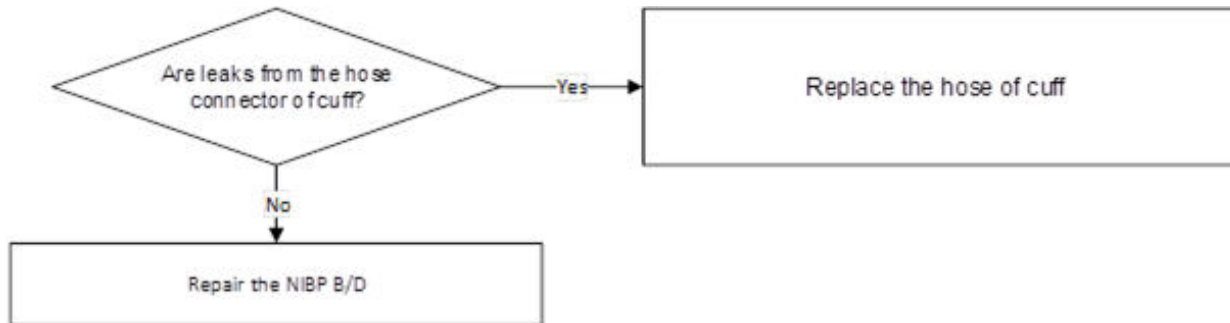 Are leaks from the hose
connector of cuff?
Yes
Replace the hose of cuff
No
Repair the NIBP B/D